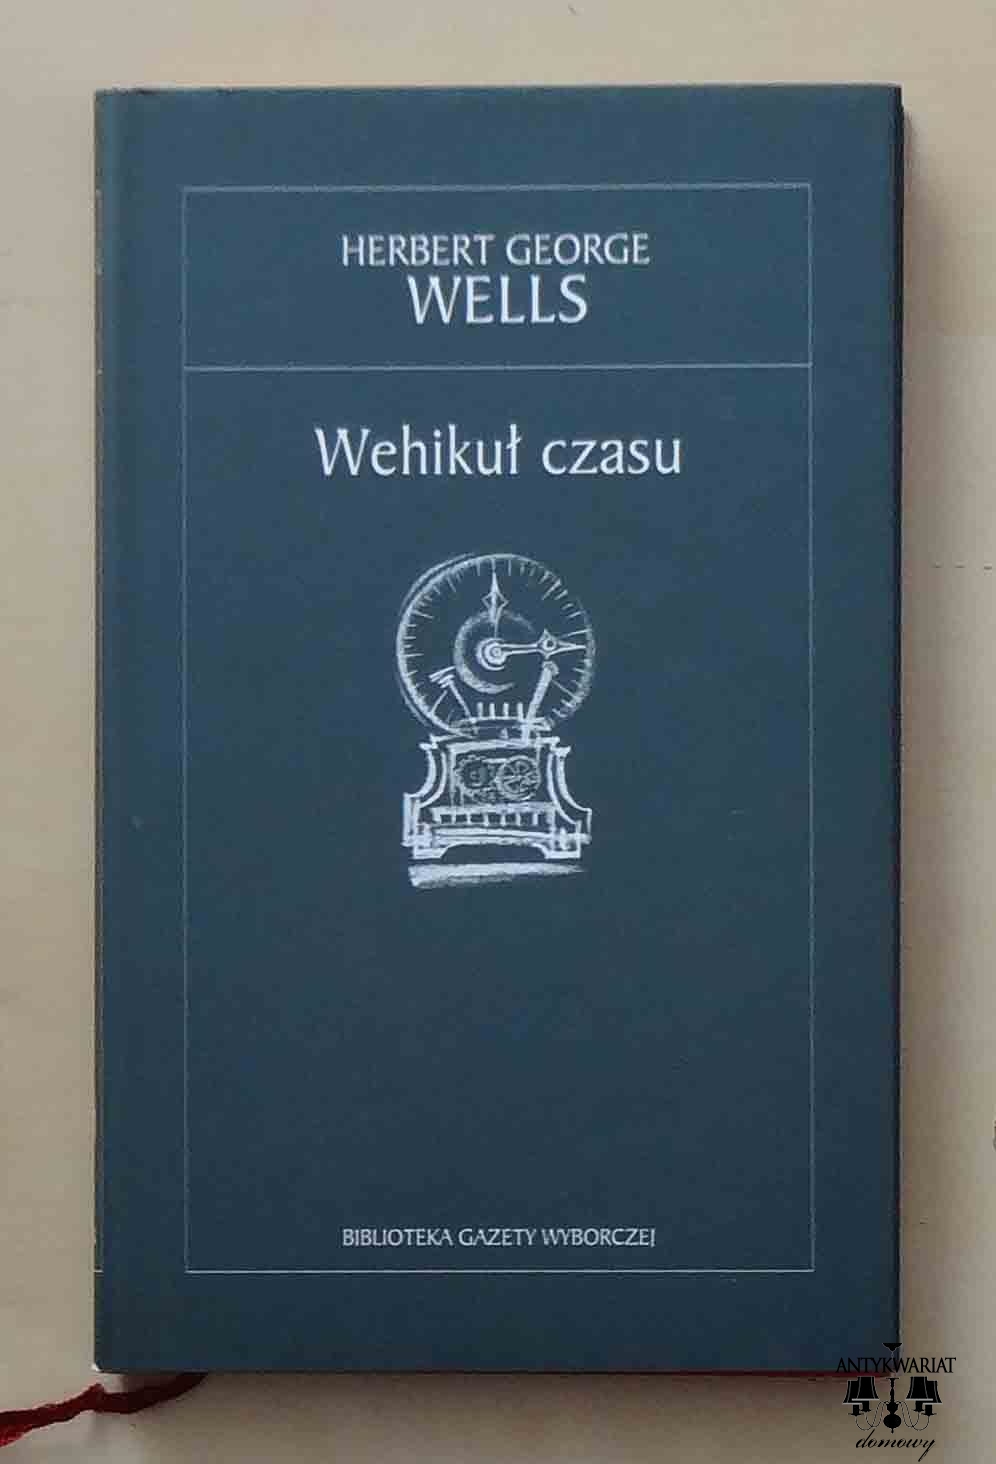 HERBERT GEORGE
WELLS
Wehikuł czasu
BIBLIOTEKA GAZETY WYBORCZEJ
ANTYKWARIAT
domowy